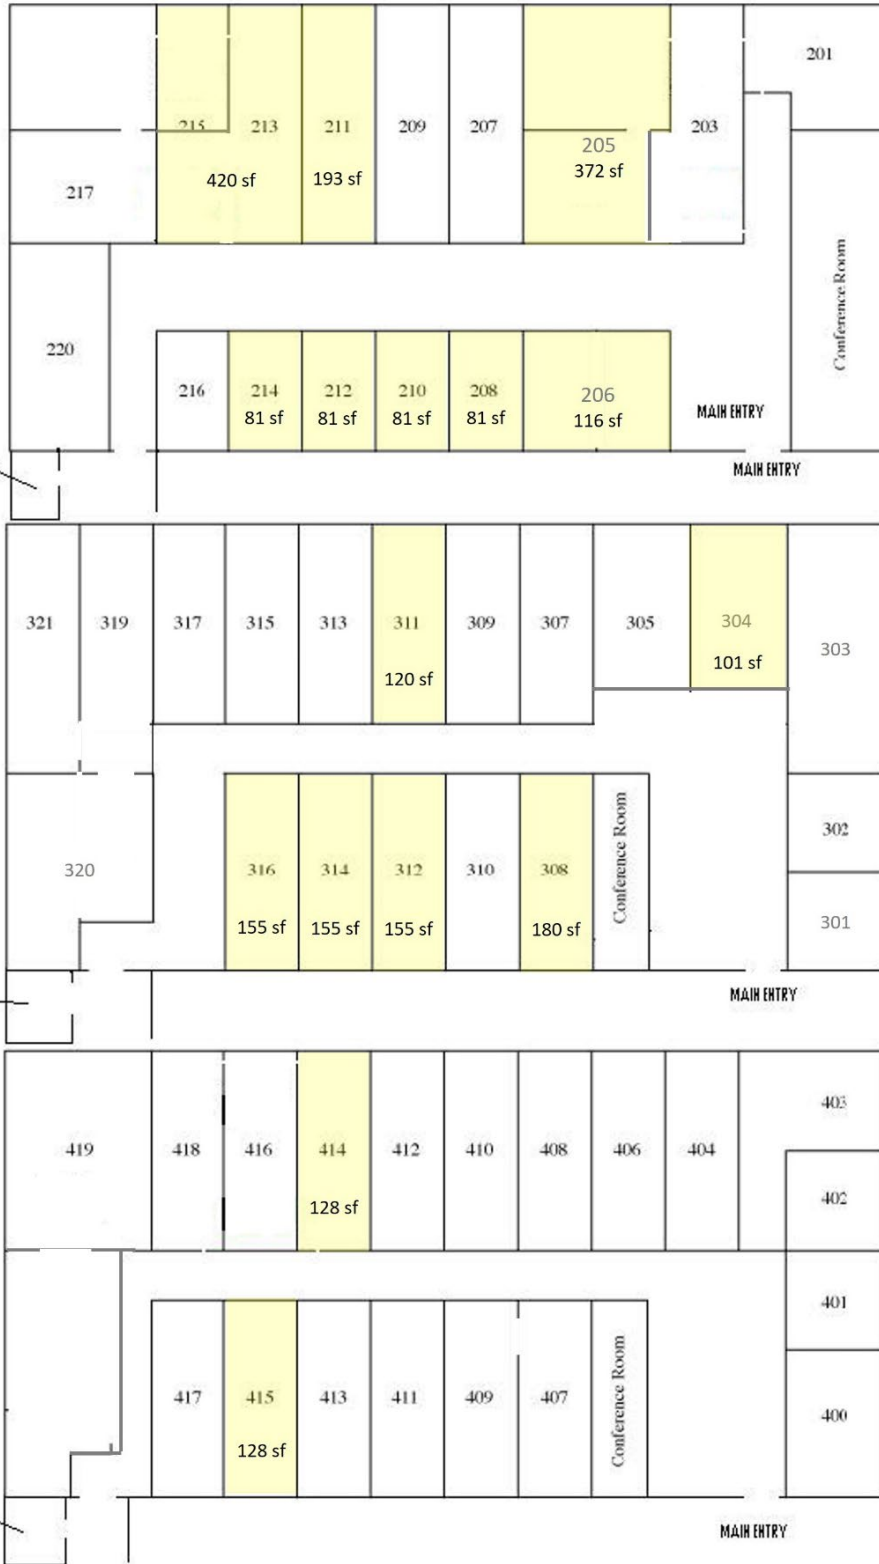 201
215
213
211
209
207
205
203
420 sf
193 sf
372 sf
217
Conference Room
220
216
214
212
210
208
206
81 sf
81 sf
81 sf
81 sf
116 sf
MAIN ENTRY
MAIN ENTRY
321
319
317
315
313
311
309
307
305
304
303
120 sf
101 sf
302
320
316
314
312
310
308
Conference Room
301
155 sf
155 sf
155 sf
180 sf
MAIN ENTRY
403
419
418
416
414
412
410
408
406
404
402
128 sf
401
417
415
413
411
409
407
Conference Room
400
128 sf
MAIN ENTRY